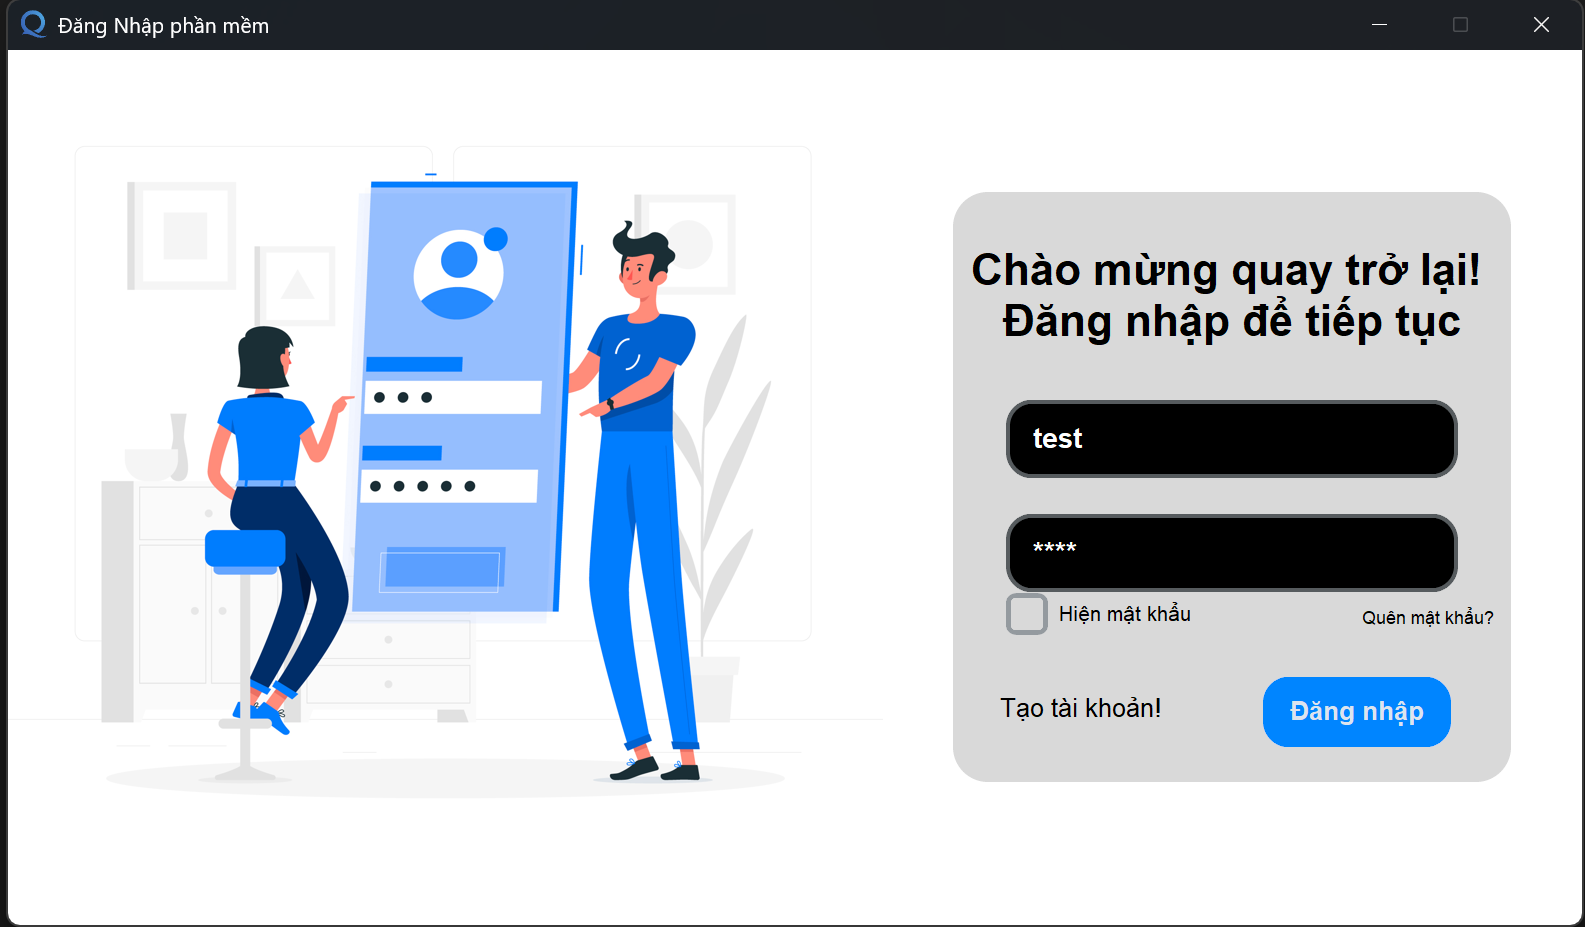 Đăng Nhập phần mềm
Chào mừng quay trở lại!
Đăng nhập để tiếp tục
test
****
Hiện mật khẩu
Quên mật khẩu?
Tạo tài khoản!
Đăng nhập